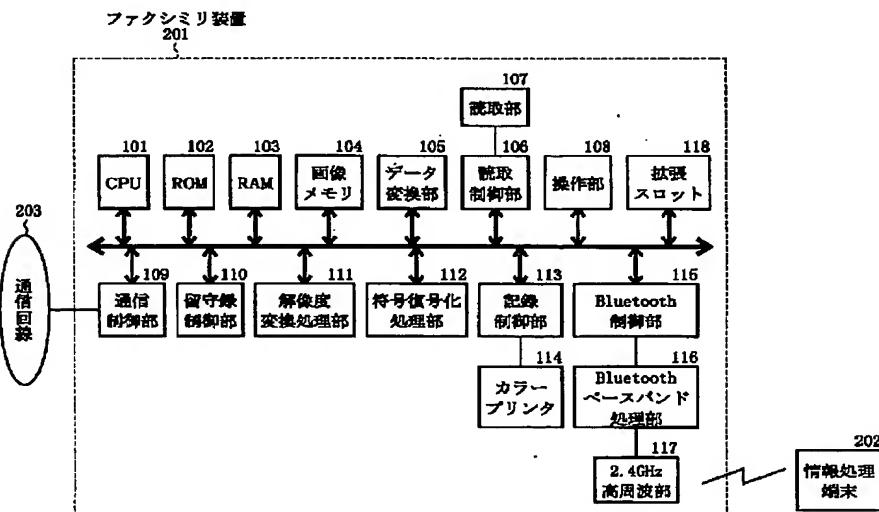 ファクシミリ装置
201
107
読取部
101
CPU
102
ROM
103
RAM
104
画像
メモリ
105
データ
変換部
106
読取
制御部
108
操作部
118
拡張
スロット
203
通信回線
109
通信
制御部
110
留守録
制御部
111
解像度
変換処理部
112
符号復号化
処理部
113
記録
制御部
115
Bluetooth
制御部
114
カラー
プリンタ
116
Bluetooth
ベースバンド
処理部
117
2.4GHz
高周波部
202
情報処理
端末